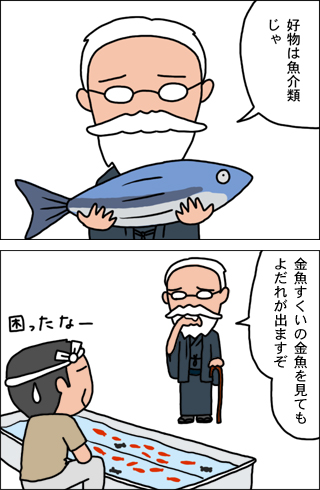 好物は魚介類
じゃ
金魚すくいの金魚を見ても
よだれが出ますぞ
困ったなー